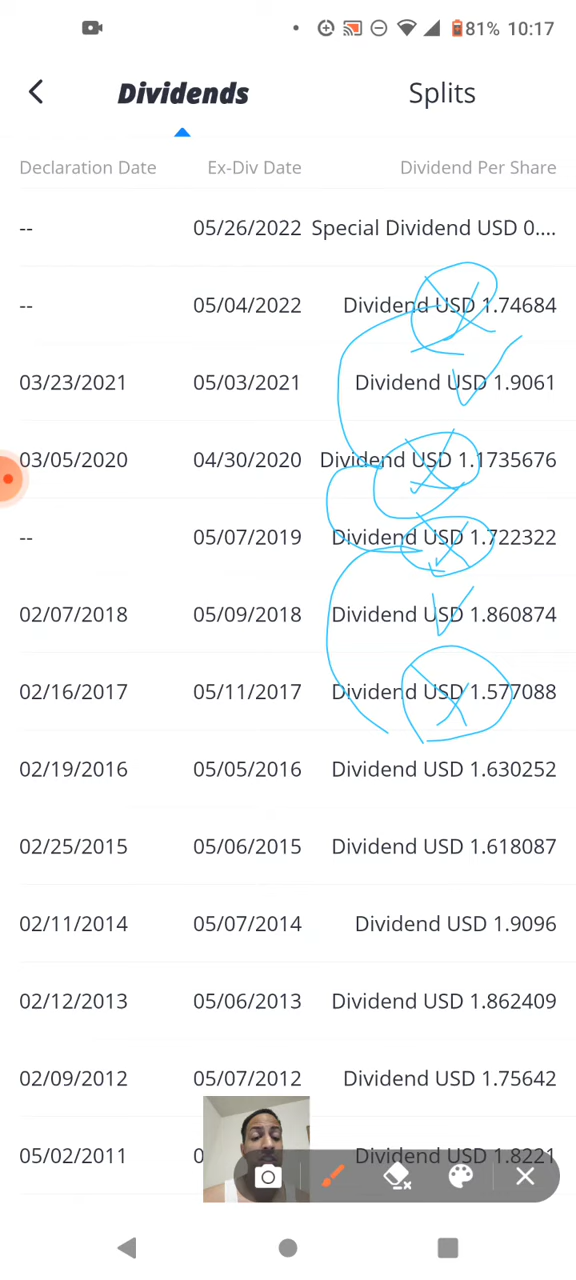 81% 10:17
Dividends Splits
Declaration Date Ex-Div Date Dividend Per Share
-- 05/26/2022 Special Dividend USD 0....
-- 05/04/2022 Dividend USD 1.74684
03/23/2021 05/03/2021 Dividend USD 1.9061
03/05/2020 04/30/2020 Dividend USD 1.1735676
-- 05/07/2019 Dividend USD 1.722322
02/07/2018 05/09/2018 Dividend USD 1.860874
02/16/2017 05/11/2017 Dividend USD 1.577088
02/19/2016 05/05/2016 Dividend USD 1.630252
02/25/2015 05/06/2015 Dividend USD 1.618087
02/11/2014 05/07/2014 Dividend USD 1.9096
02/12/2013 05/06/2013 Dividend USD 1.862409
02/09/2012 05/07/2012 Dividend USD 1.75642
05/02/2011 0 Dividend USD 1.8221